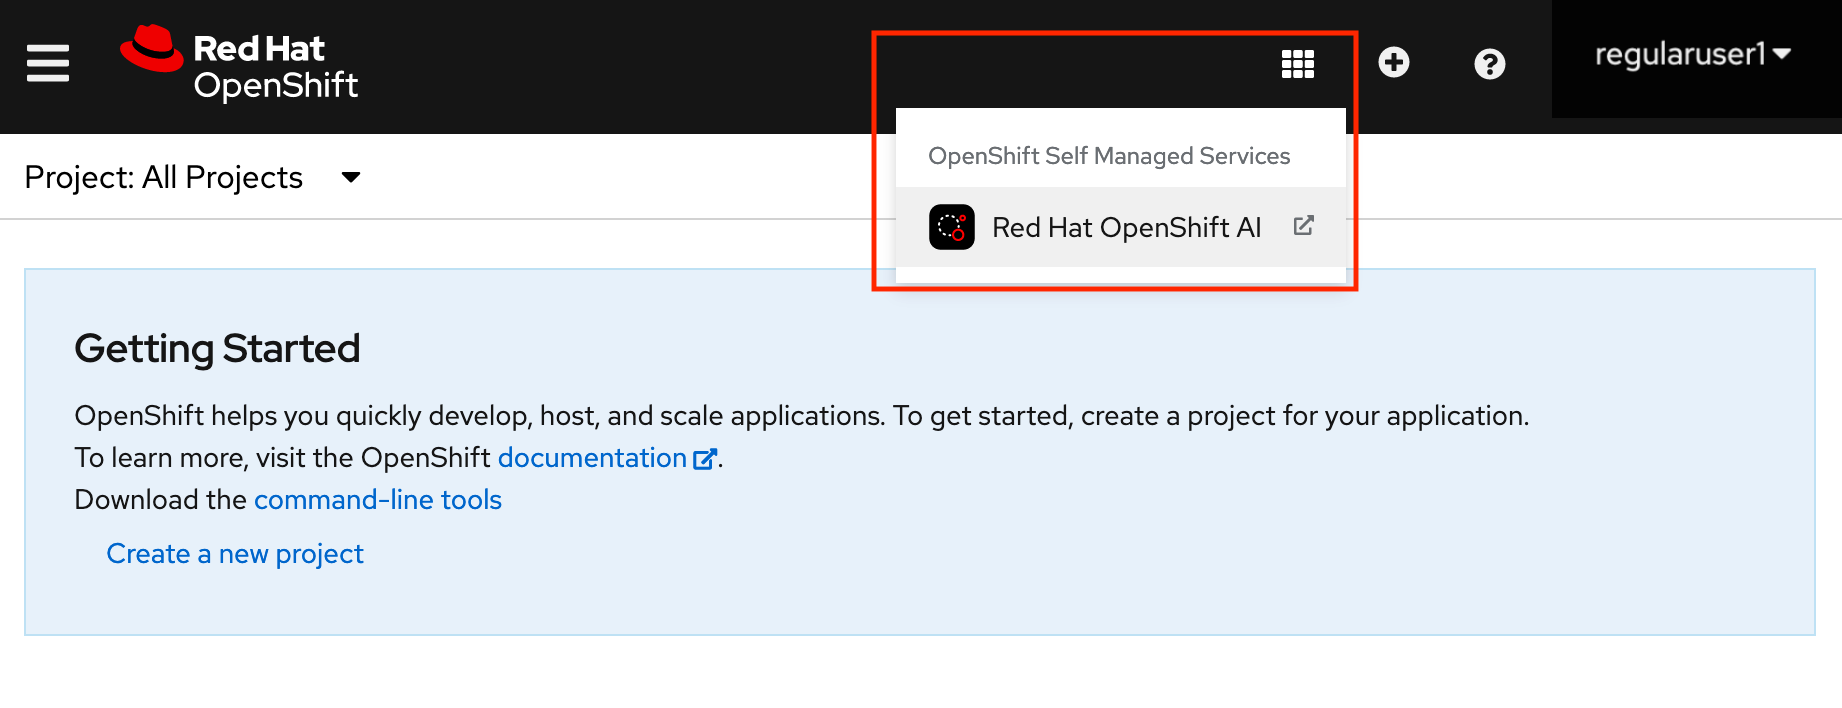 Red Hat
OpenShift
regularuser1
OpenShift Self Managed Services
Project: All Projects
Red Hat OpenShift AI
Getting Started
OpenShift helps you quickly develop, host, and scale applications. To get started, create a project for your application.
To learn more, visit the OpenShift documentation.
Download the command-line tools
Create a new project